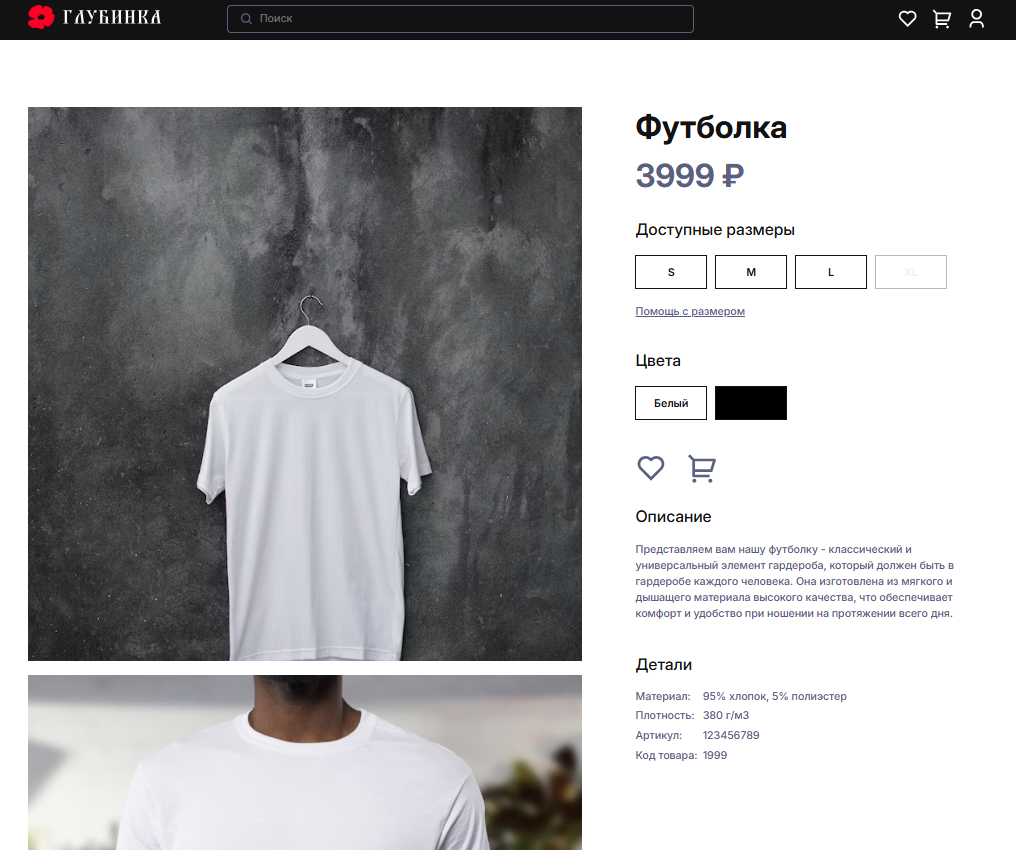 ГЛУБИНКА
Поиск
Футболка
3999 ₽
Доступные размеры
S
M
L
XL
Помощь с размером
Цвета
Белый
Описание
Представляем вам нашу футболку - классический и
универсальный элемент гардероба, который должен быть в
гардеробе каждого человека. Она изготовлена из мягкого и
дышащего материала высокого качества, что обеспечивает
комфорт и удобство при ношении на протяжении всего дня.
Детали
Материал: 95% хлопок, 5% полиэстер
Плотность: 380 г/м3
Артикул: 123456789
Код товара: 1999